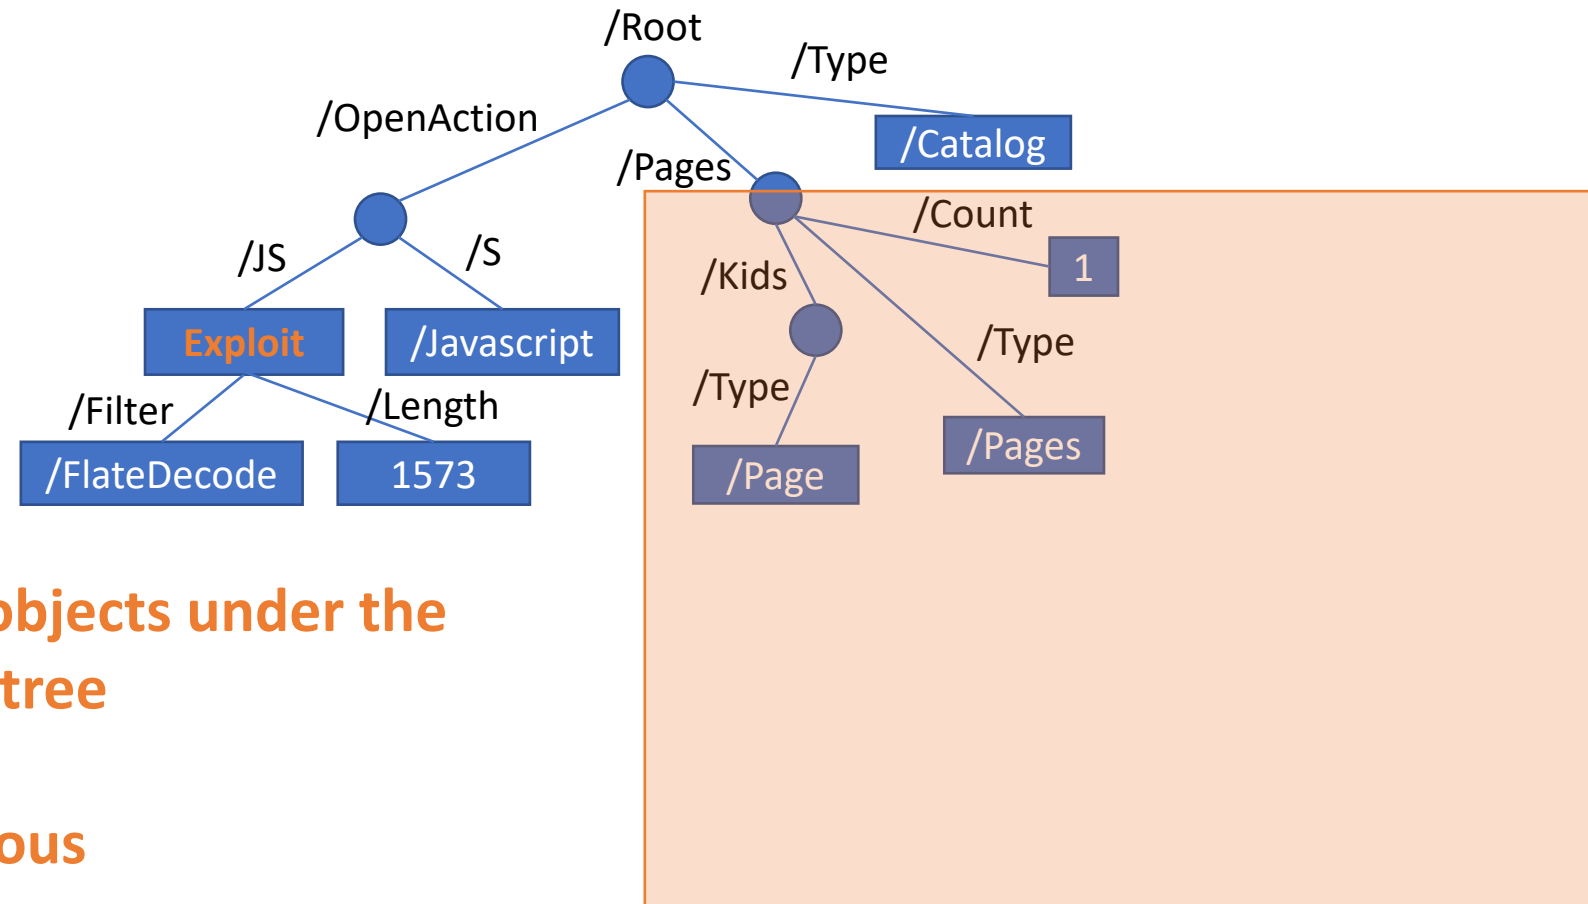 /Root
/Type
/OpenAction
/Catalog
/Pages
/Count
/JS
/S
/Kids
1
Exploit
/Javascript
/Type
/Type
/Filter
/Length
/Pages
/FlateDecode
1573
/Page
objects under the
tree
ous